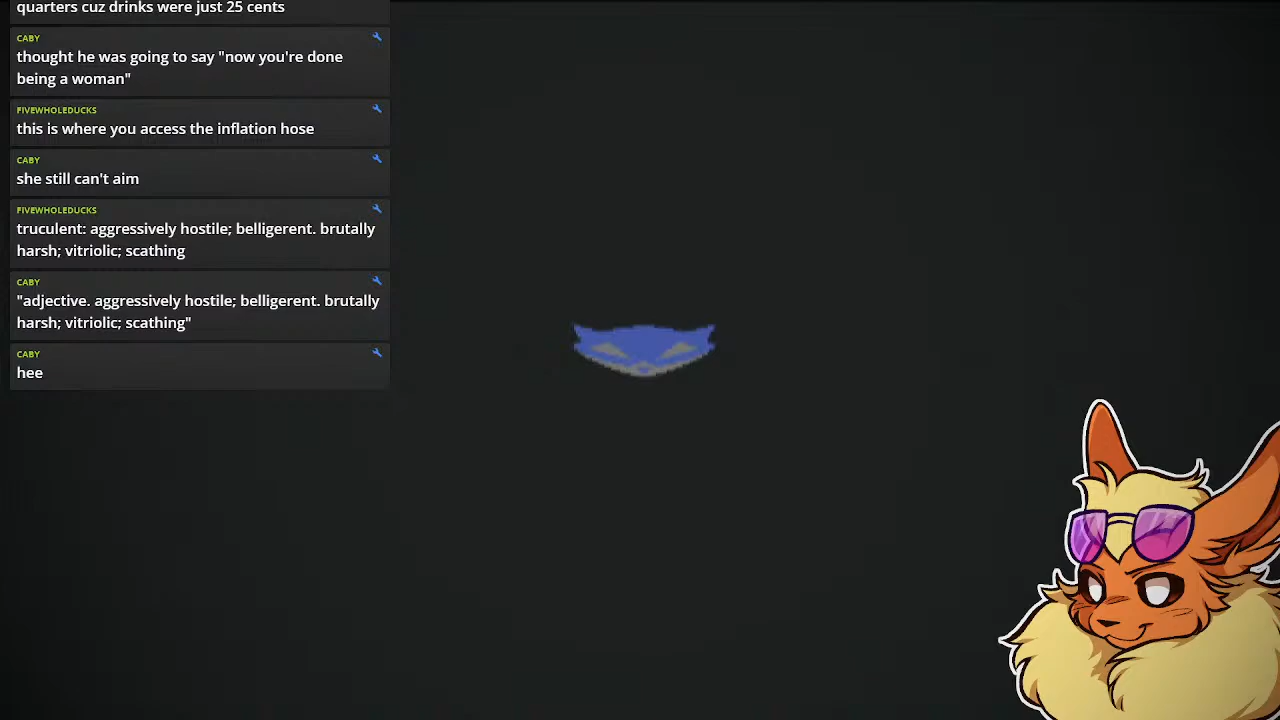 quarters cuz drinks were just 25 cents
CABY
thought he was going to say "now you're done
being a woman"
FIVEWHOLEDUCKS
this is where you access the inflation hose
CABY
she still can't aim
FIVEWHOLEDUCKS
truculent: aggressively hostile; belligerent. brutally
harsh; vitriolic; scathing
CABY
"adjective. aggressively hostile; belligerent. brutally
harsh; vitriolic; scathing"
CABY
hee